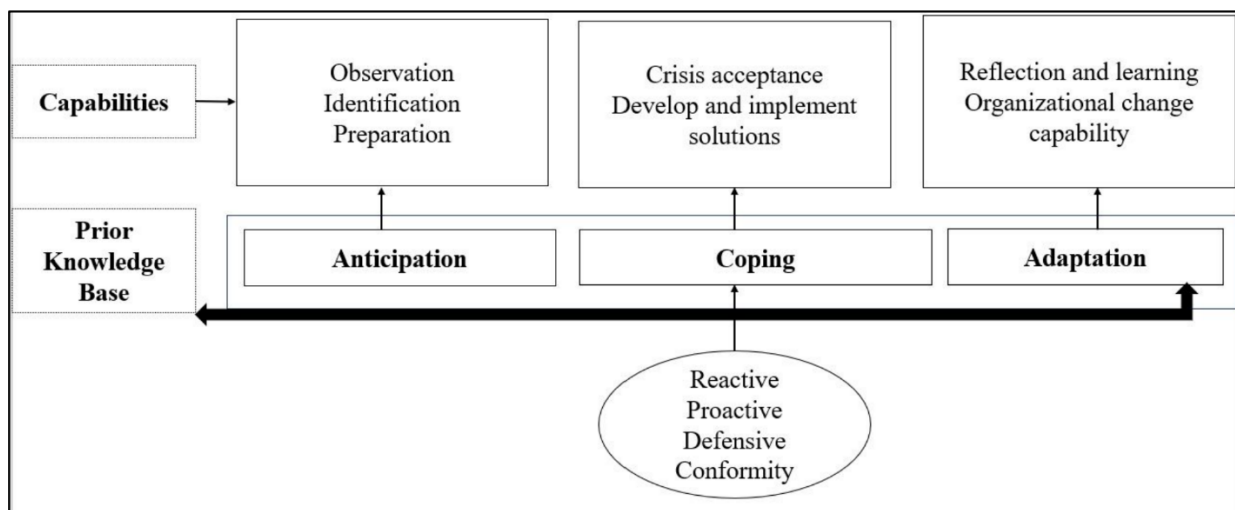 Capabilities
Observation
Identification
Preparation
Crisis acceptance
Develop and implement
solutions
Reflection and learning
Organizational change
capability
Prior
Knowledge
Base
Anticipation
Coping
Adaptation
Reactive
Proactive
Defensive
Conformity